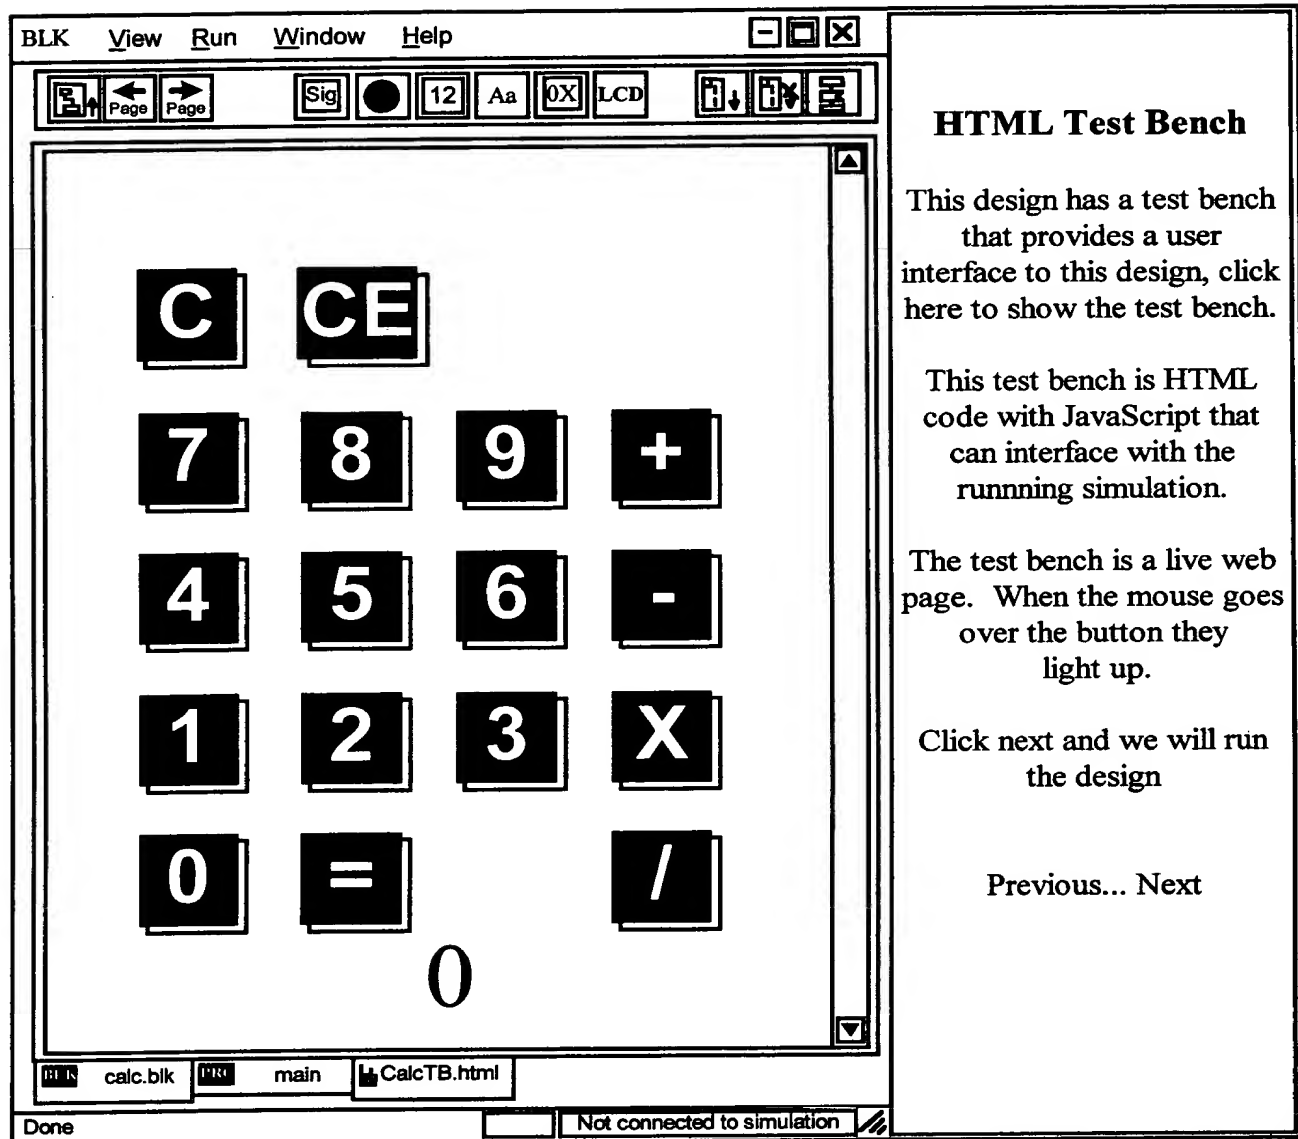 BLK View Run Window Help
Page Page Sig 12 Aa 0X LCD
C CE
7 8 9 +
4 5 6 -
1 2 3 X
0 = /
0
BLK calc.blk PRC main CalcTB.html
Done Not connected to simulation
HTML Test Bench
This design has a test bench
that provides a user
interface to this design, click
here to show the test bench.
This test bench is HTML
code with JavaScript that
can interface with the
runnning simulation.
The test bench is a live web
page. When the mouse goes
over the button they
light up.
Click next and we will run
the design
Previous... Next